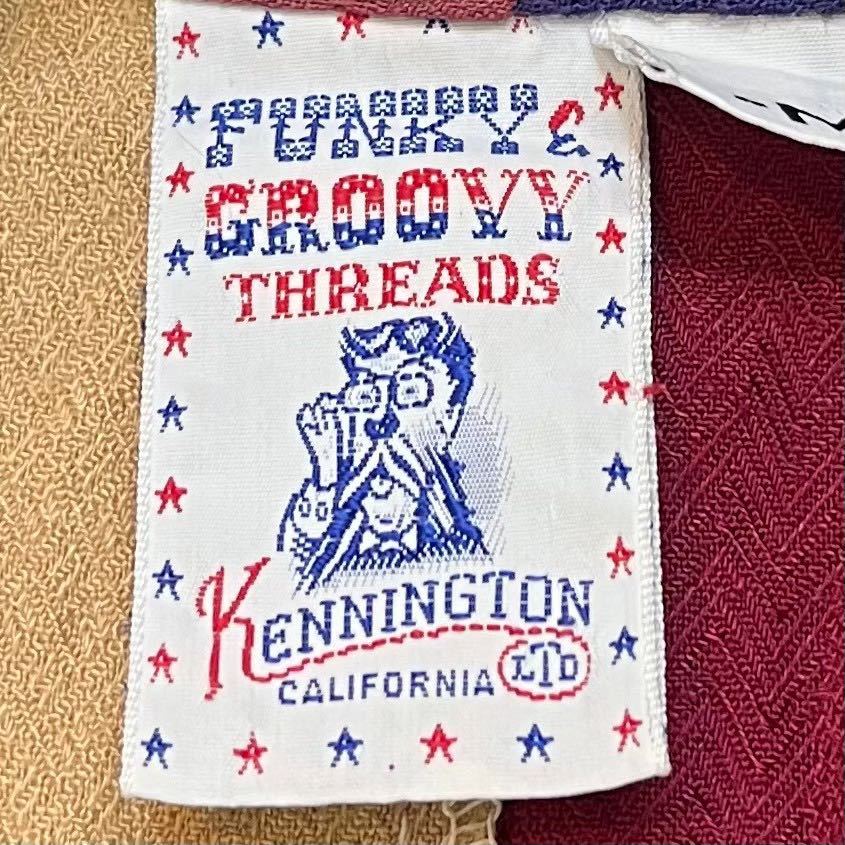 FUNKY &
GROOVY
THREADS
KENNINGTON
CALIFORNIA LTD